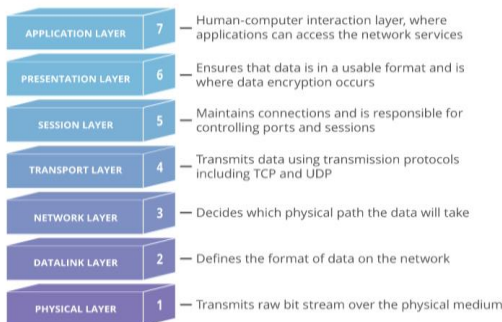 APPLICATION LAYER 7 — Human-computer interaction layer, where
applications can access the network services
PRESENTATION LAYER 6 — Ensures that data is in a usable format and is
where data encryption occurs
SESSION LAYER 5 — Maintains connections and is responsible for
controlling ports and sessions
TRANSPORT LAYER 4 — Transmits data using transmission protocols
including TCP and UDP
NETWORK LAYER 3 — Decides which physical path the data will take
DATALINK LAYER 2 — Defines the format of data on the network
PHYSICAL LAYER 1 — Transmits raw bit stream over the physical medium